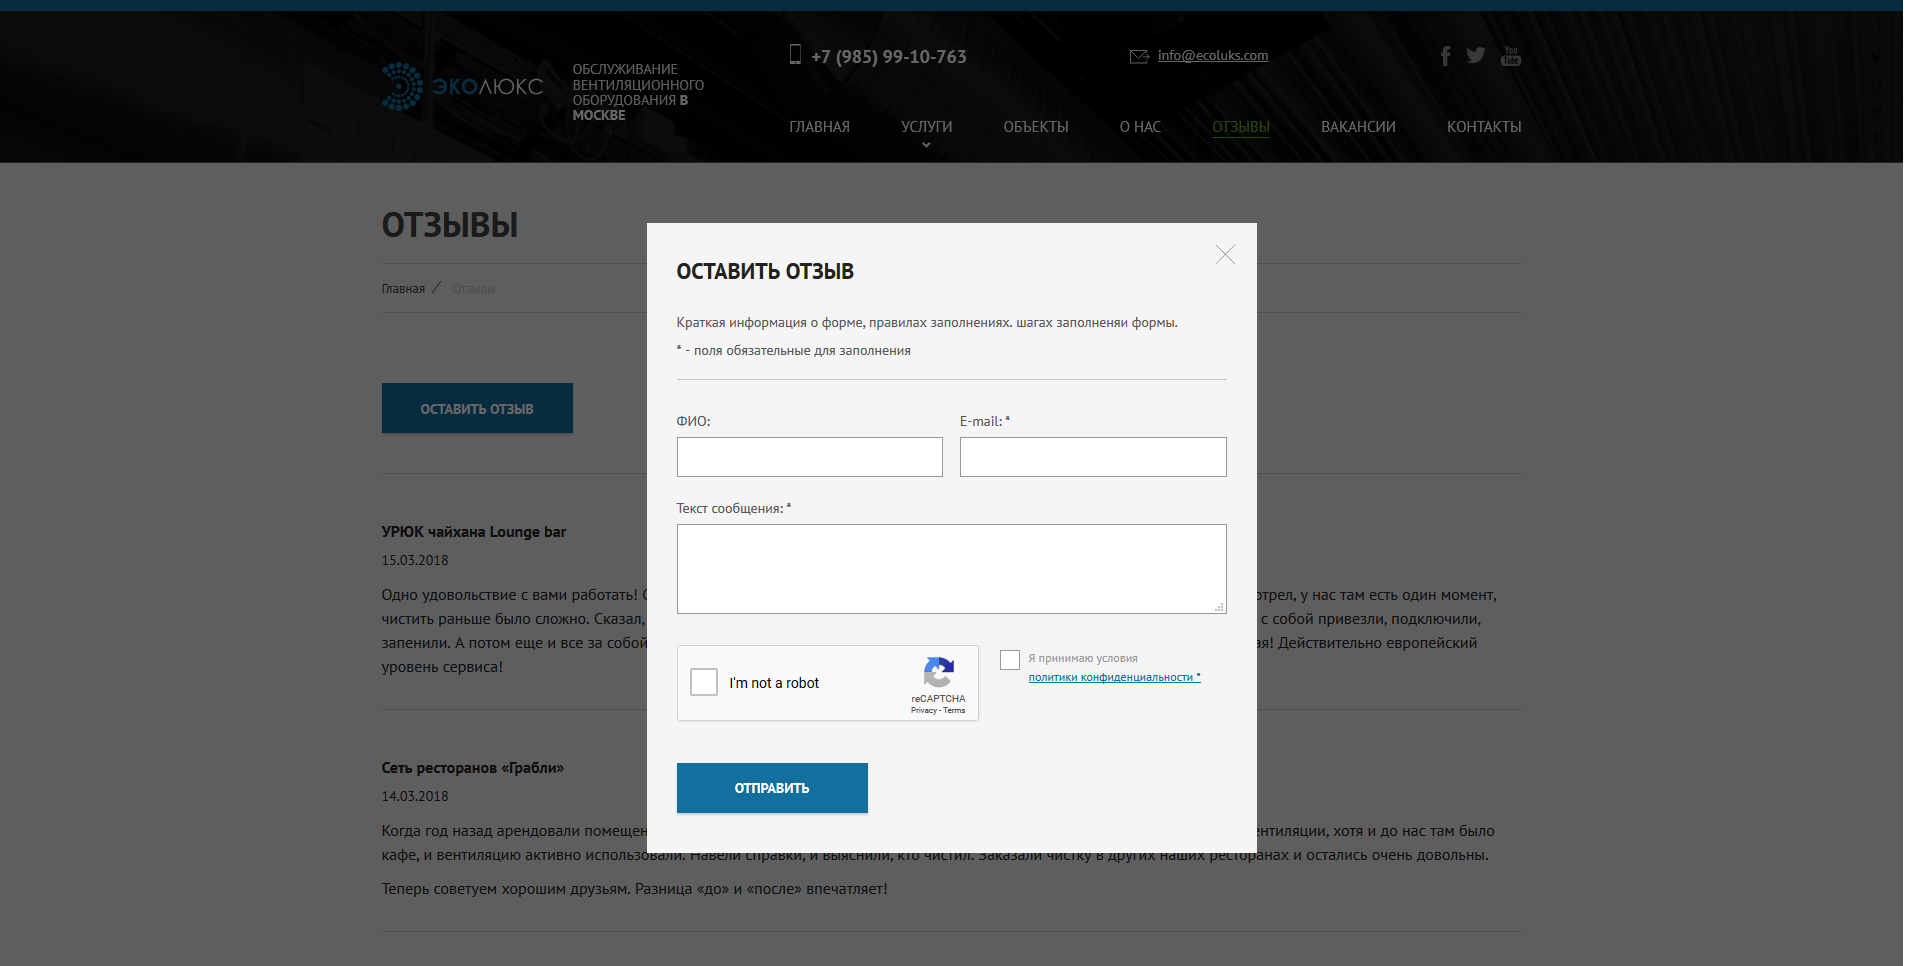 ЭКОЛЮКС
ОБСЛУЖИВАНИЕ
ВЕНТИЛЯЦИОННОГО
ОБОРУДОВАНИЯ В
МОСКВЕ
+7 (985) 99-10-763
info@ecoluks.com
You
Tube
ГЛАВНАЯ УСЛУГИ ОБЪЕКТЫ О НАС ОТЗЫВЫ ВАКАНСИИ КОНТАКТЫ
ОТЗЫВЫ
Главная / Отзывы
ОСТАВИТЬ ОТЗЫВ
УРЮК чайхана Lounge bar
15.03.2018
Одно удовольствие с вами работать! трел, у нас там есть один момент,
чистить раньше было сложно. Сказал, с собой привезли, подключили,
запенили. А потом еще и все за собой ая! Действительно европейский
уровень сервиса!
Сеть ресторанов «Грабли»
14.03.2018
Когда год назад арендовали помещен ентиляции, хотя и до нас там было
кафе, и вентиляцию активно использовали. Навели справки, и выяснили, кто чистил. Заказали чистку в других наших ресторанах и остались очень довольны.
Теперь советуем хорошим друзьям. Разница «до» и «после» впечатляет!
ОСТАВИТЬ ОТЗЫВ
Краткая информация о форме, правилах заполнениях. шагах заполненяи формы.
* - поля обязательные для заполнения
ФИО: E-mail: *
Текст сообщения: *
I'm not a robot
reCAPTCHA
Privacy - Terms
Я принимаю условия
политики конфиденциальности *
ОТПРАВИТЬ